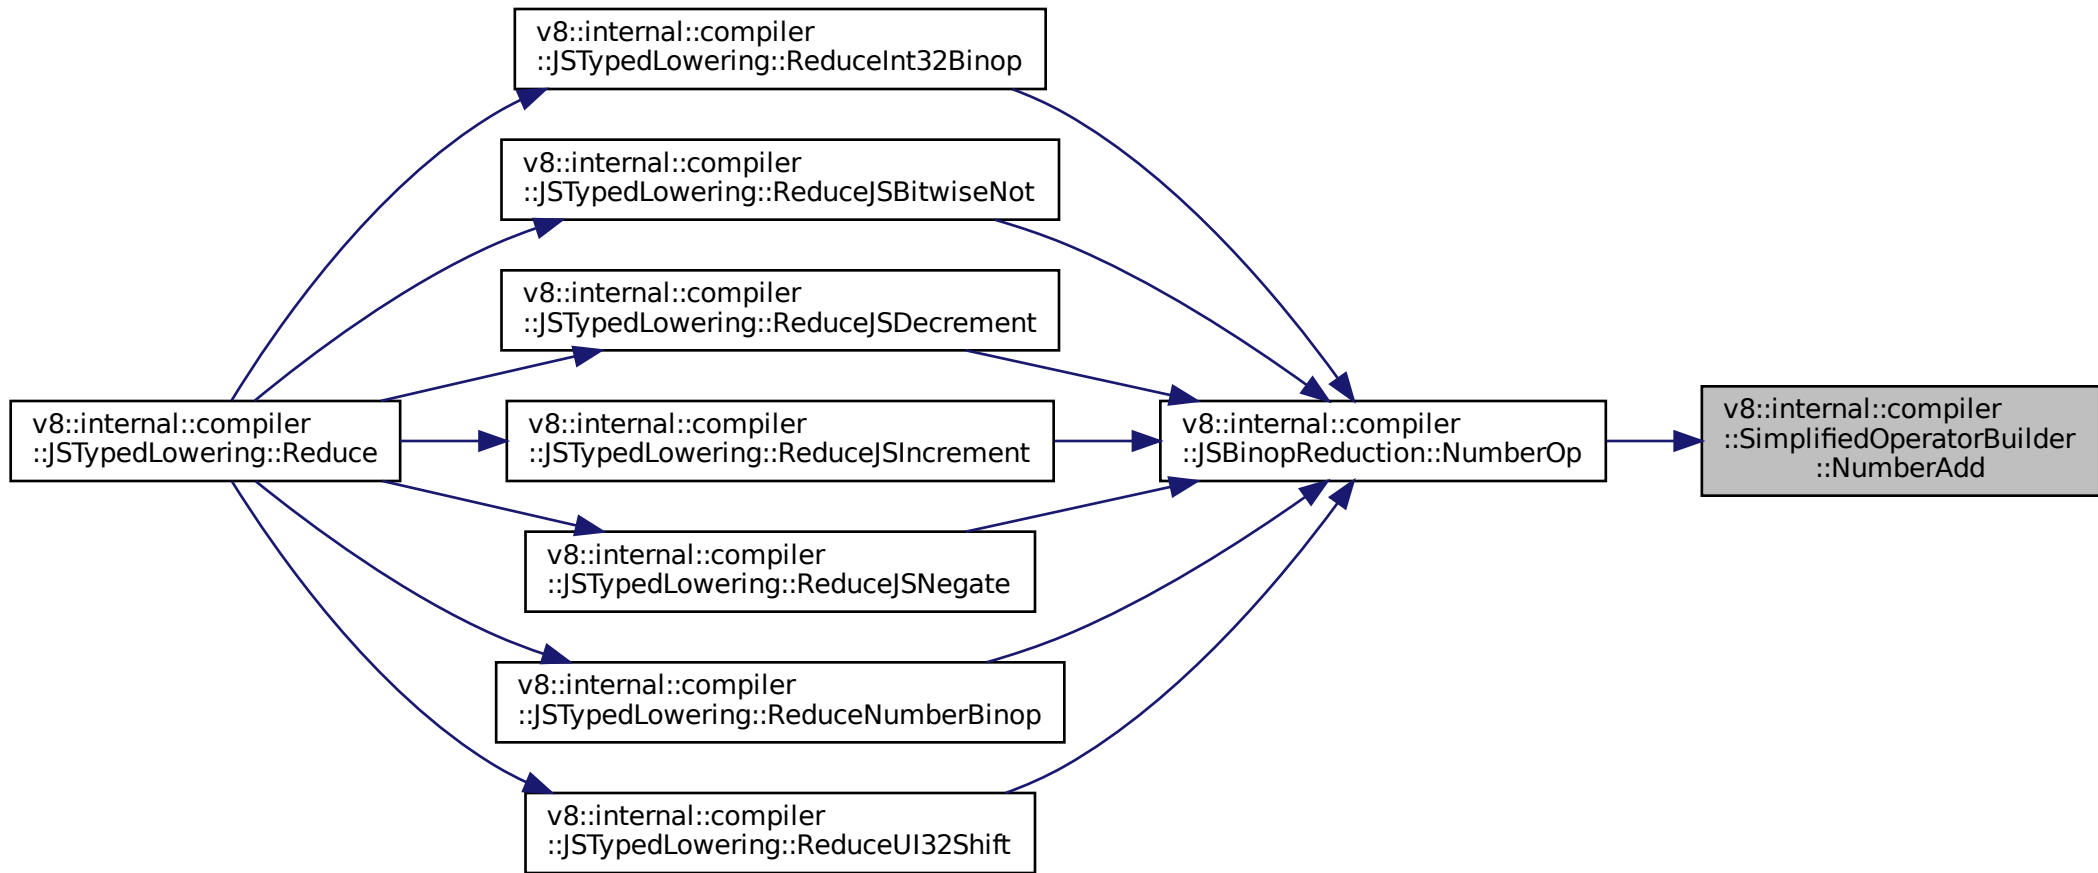 v8::internal::compiler
::JSTypedLowering::Reduce
v8::internal::compiler
::JSTypedLowering::ReduceInt32Binop
v8::internal::compiler
::JSTypedLowering::ReduceJSBitwiseNot
v8::internal::compiler
::JSTypedLowering::ReduceJSDecrement
v8::internal::compiler
::JSTypedLowering::ReduceJSIncrement
v8::internal::compiler
::JSTypedLowering::ReduceJSNegate
v8::internal::compiler
::JSTypedLowering::ReduceNumberBinop
v8::internal::compiler
::JSTypedLowering::ReduceUI32Shift
v8::internal::compiler
::JSBinopReduction::NumberOp
v8::internal::compiler
::SimplifiedOperatorBuilder
::NumberAdd